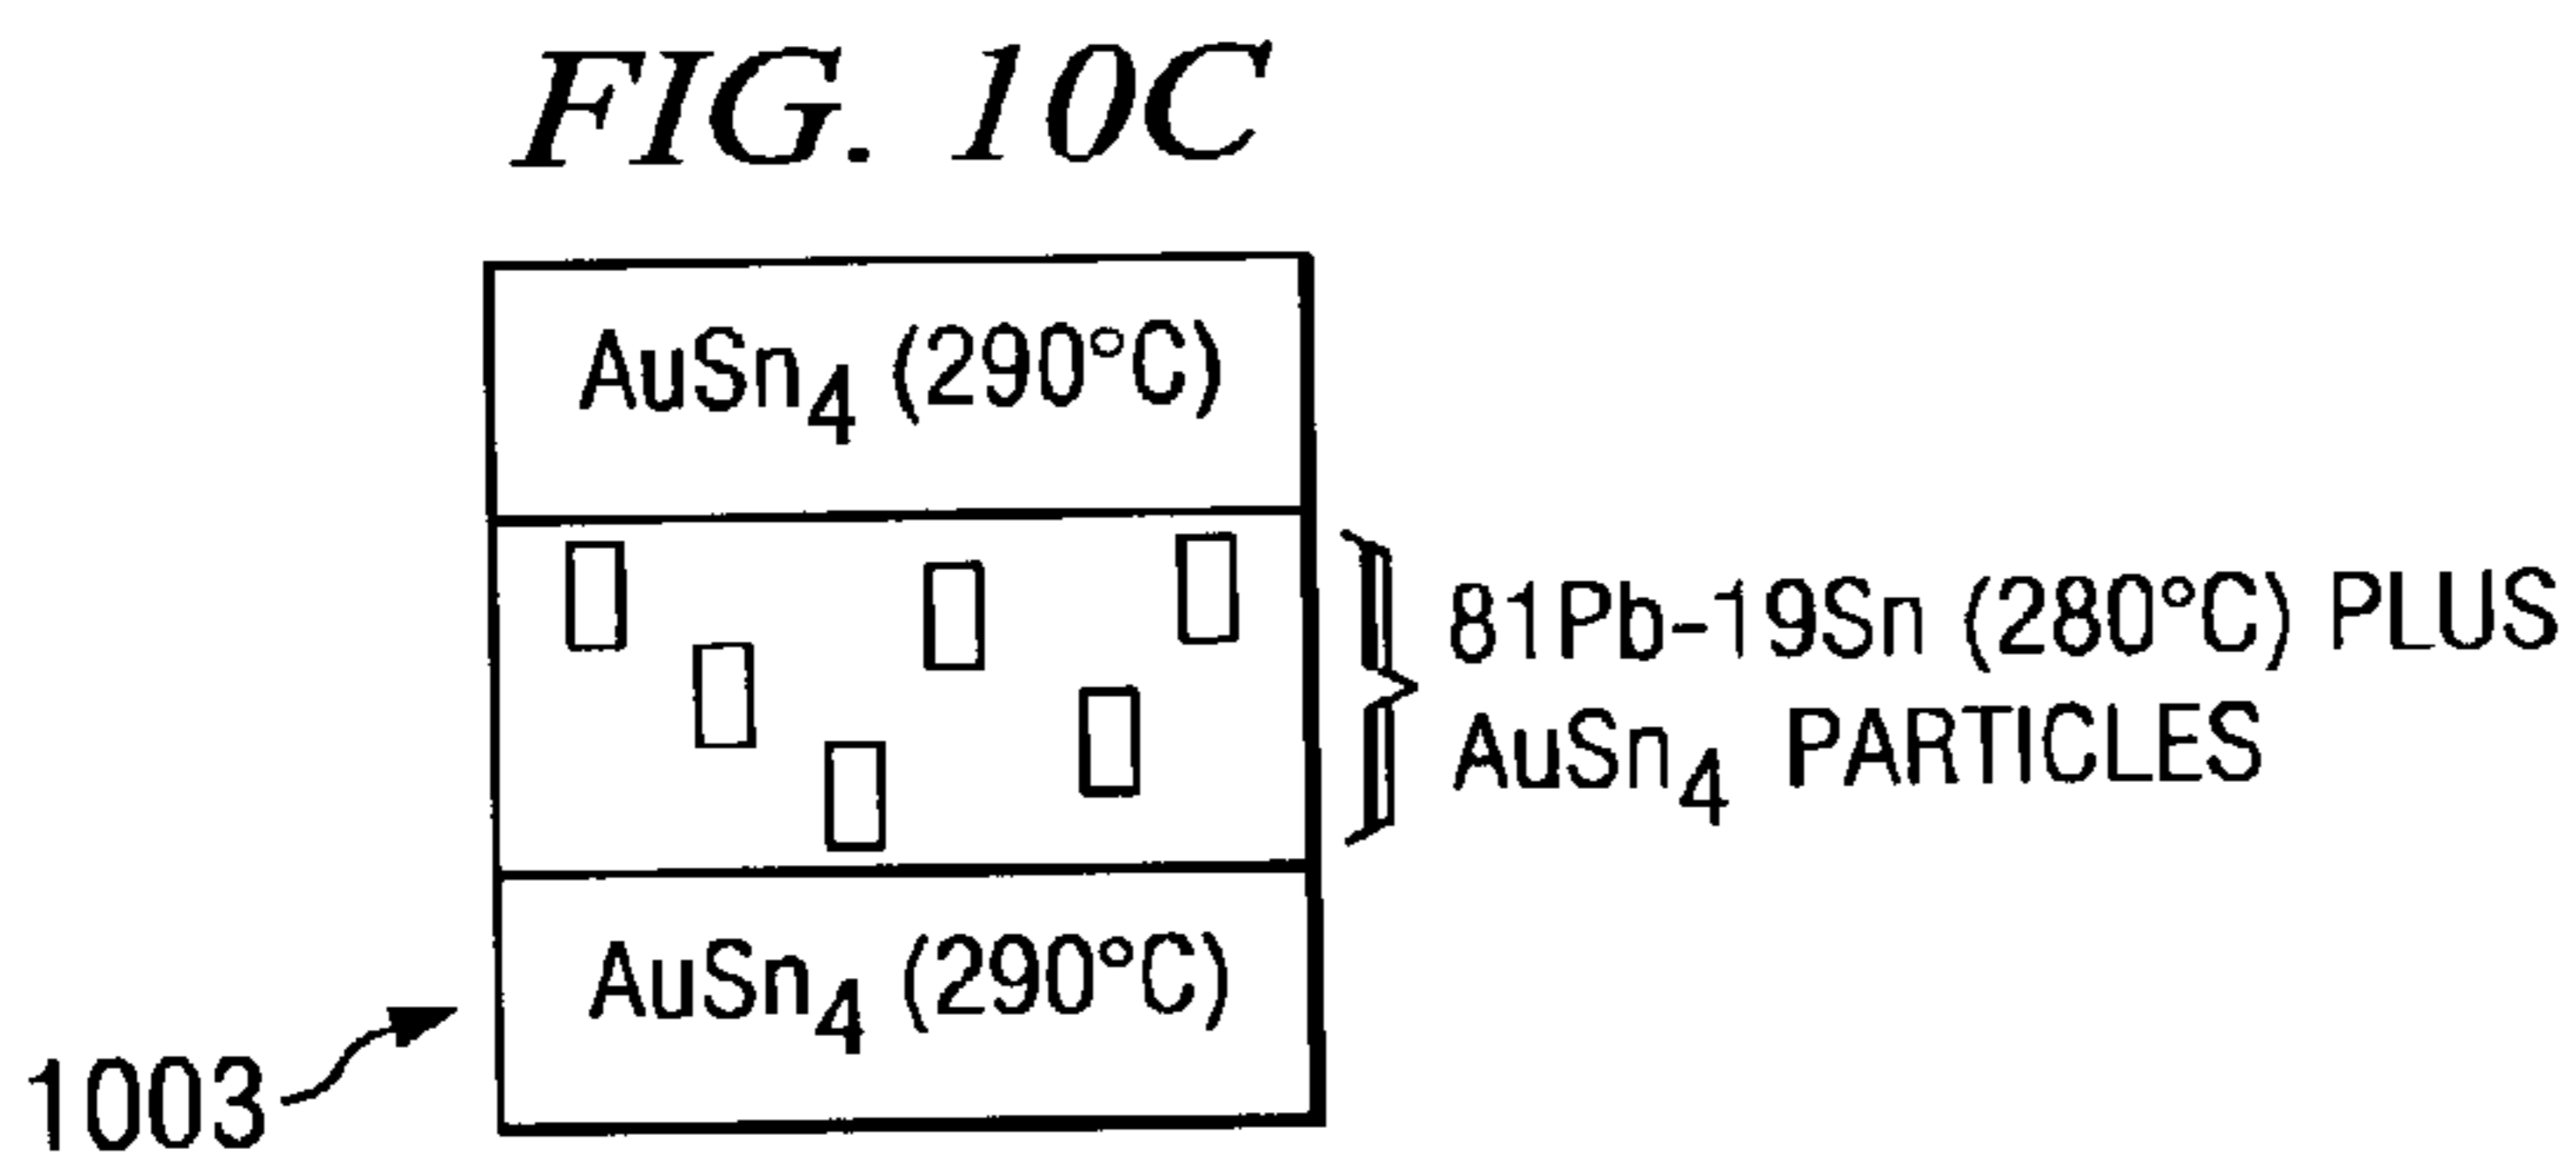 FIG. 10C
AuSn4 (290°C)
81Pb-19Sn (280°C) PLUS
AuSn4 PARTICLES
AuSn4 (290°C)
1003